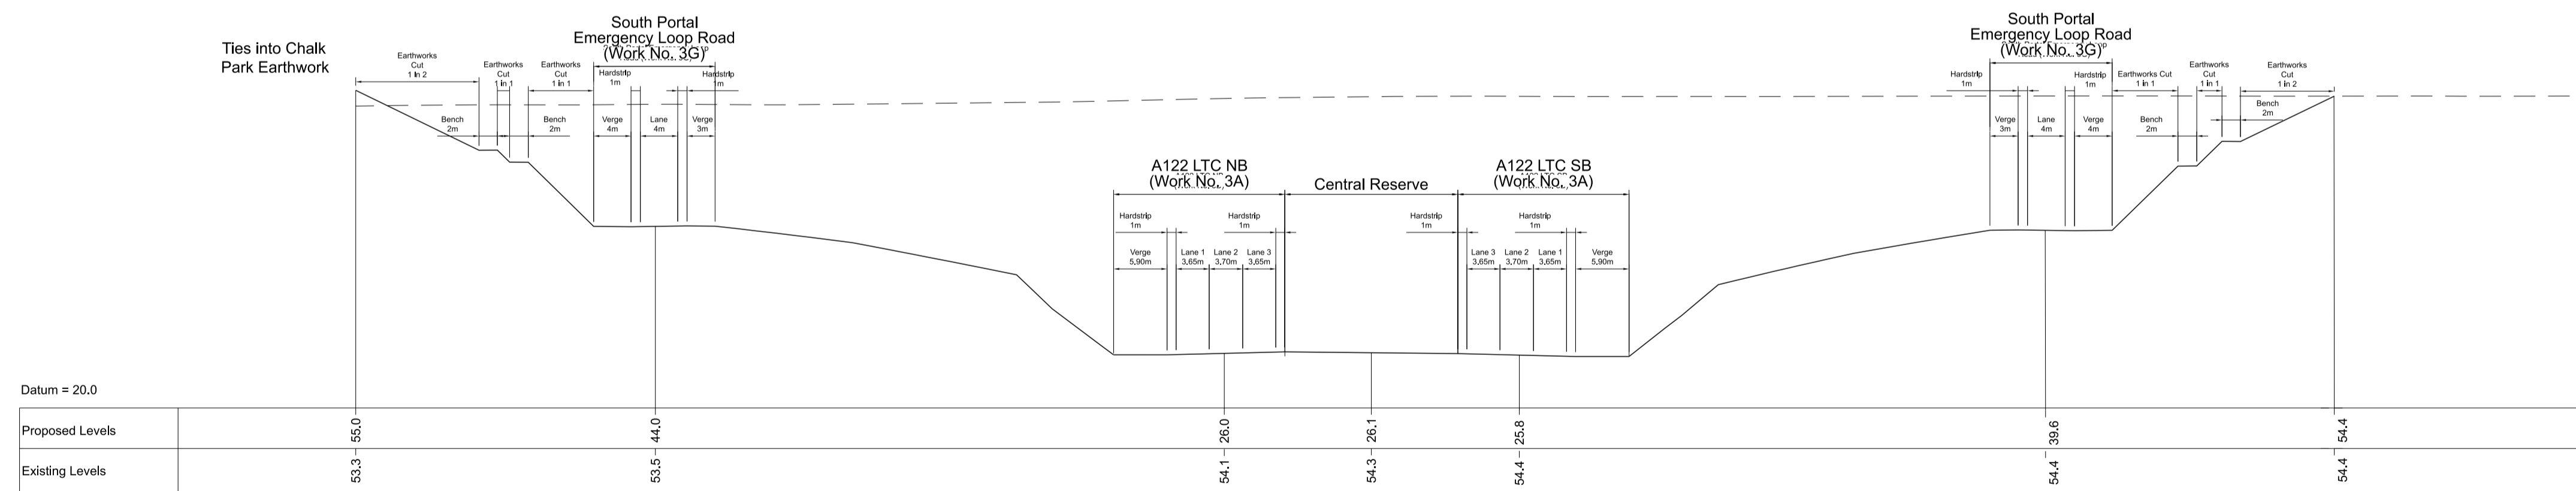 Ties into Chalk
Park Earthwork
Earthworks
Cut
1 in 2
Bench
2m
Earthworks
Cut
1 in 1
Earthworks
Cut
1 in 1
Bench
2m
South Portal
Emergency Loop Road
(Work No. 3G)
Hardstrip
1m
Hardstrip
1m
Verge
4m
Lane
4m
Verge
3m
A122 LTC NB
(Work No. 3A)
Central Reserve
A122 LTC SB
(Work No. 3A)
Hardstrip
1m
Hardstrip
1m
Hardstrip
1m
Hardstrip
1m
Verge
5,90m
Lane 1
3,65m
Lane 2
3,70m
Lane 3
3,65m
Lane 3
3,65m
Lane 2
3,70m
Lane 1
3,65m
Verge
5,90m
South Portal
Emergency Loop Road
(Work No. 3G)
Hardstrip
1m
Hardstrip
1m
Verge
3m
Lane
4m
Verge
4m
Earthworks Cut
1 in 1
Earthworks
Cut
1 in 1
Earthworks
Cut
1 in 2
Bench
2m
Bench
2m
Datum = 20.0
Proposed Levels 55.0 44.0 26.0 26.1 25.8 39.6 54.4
Existing Levels 53.3 53.5 54.1 54.3 54.4 54.4 54.4